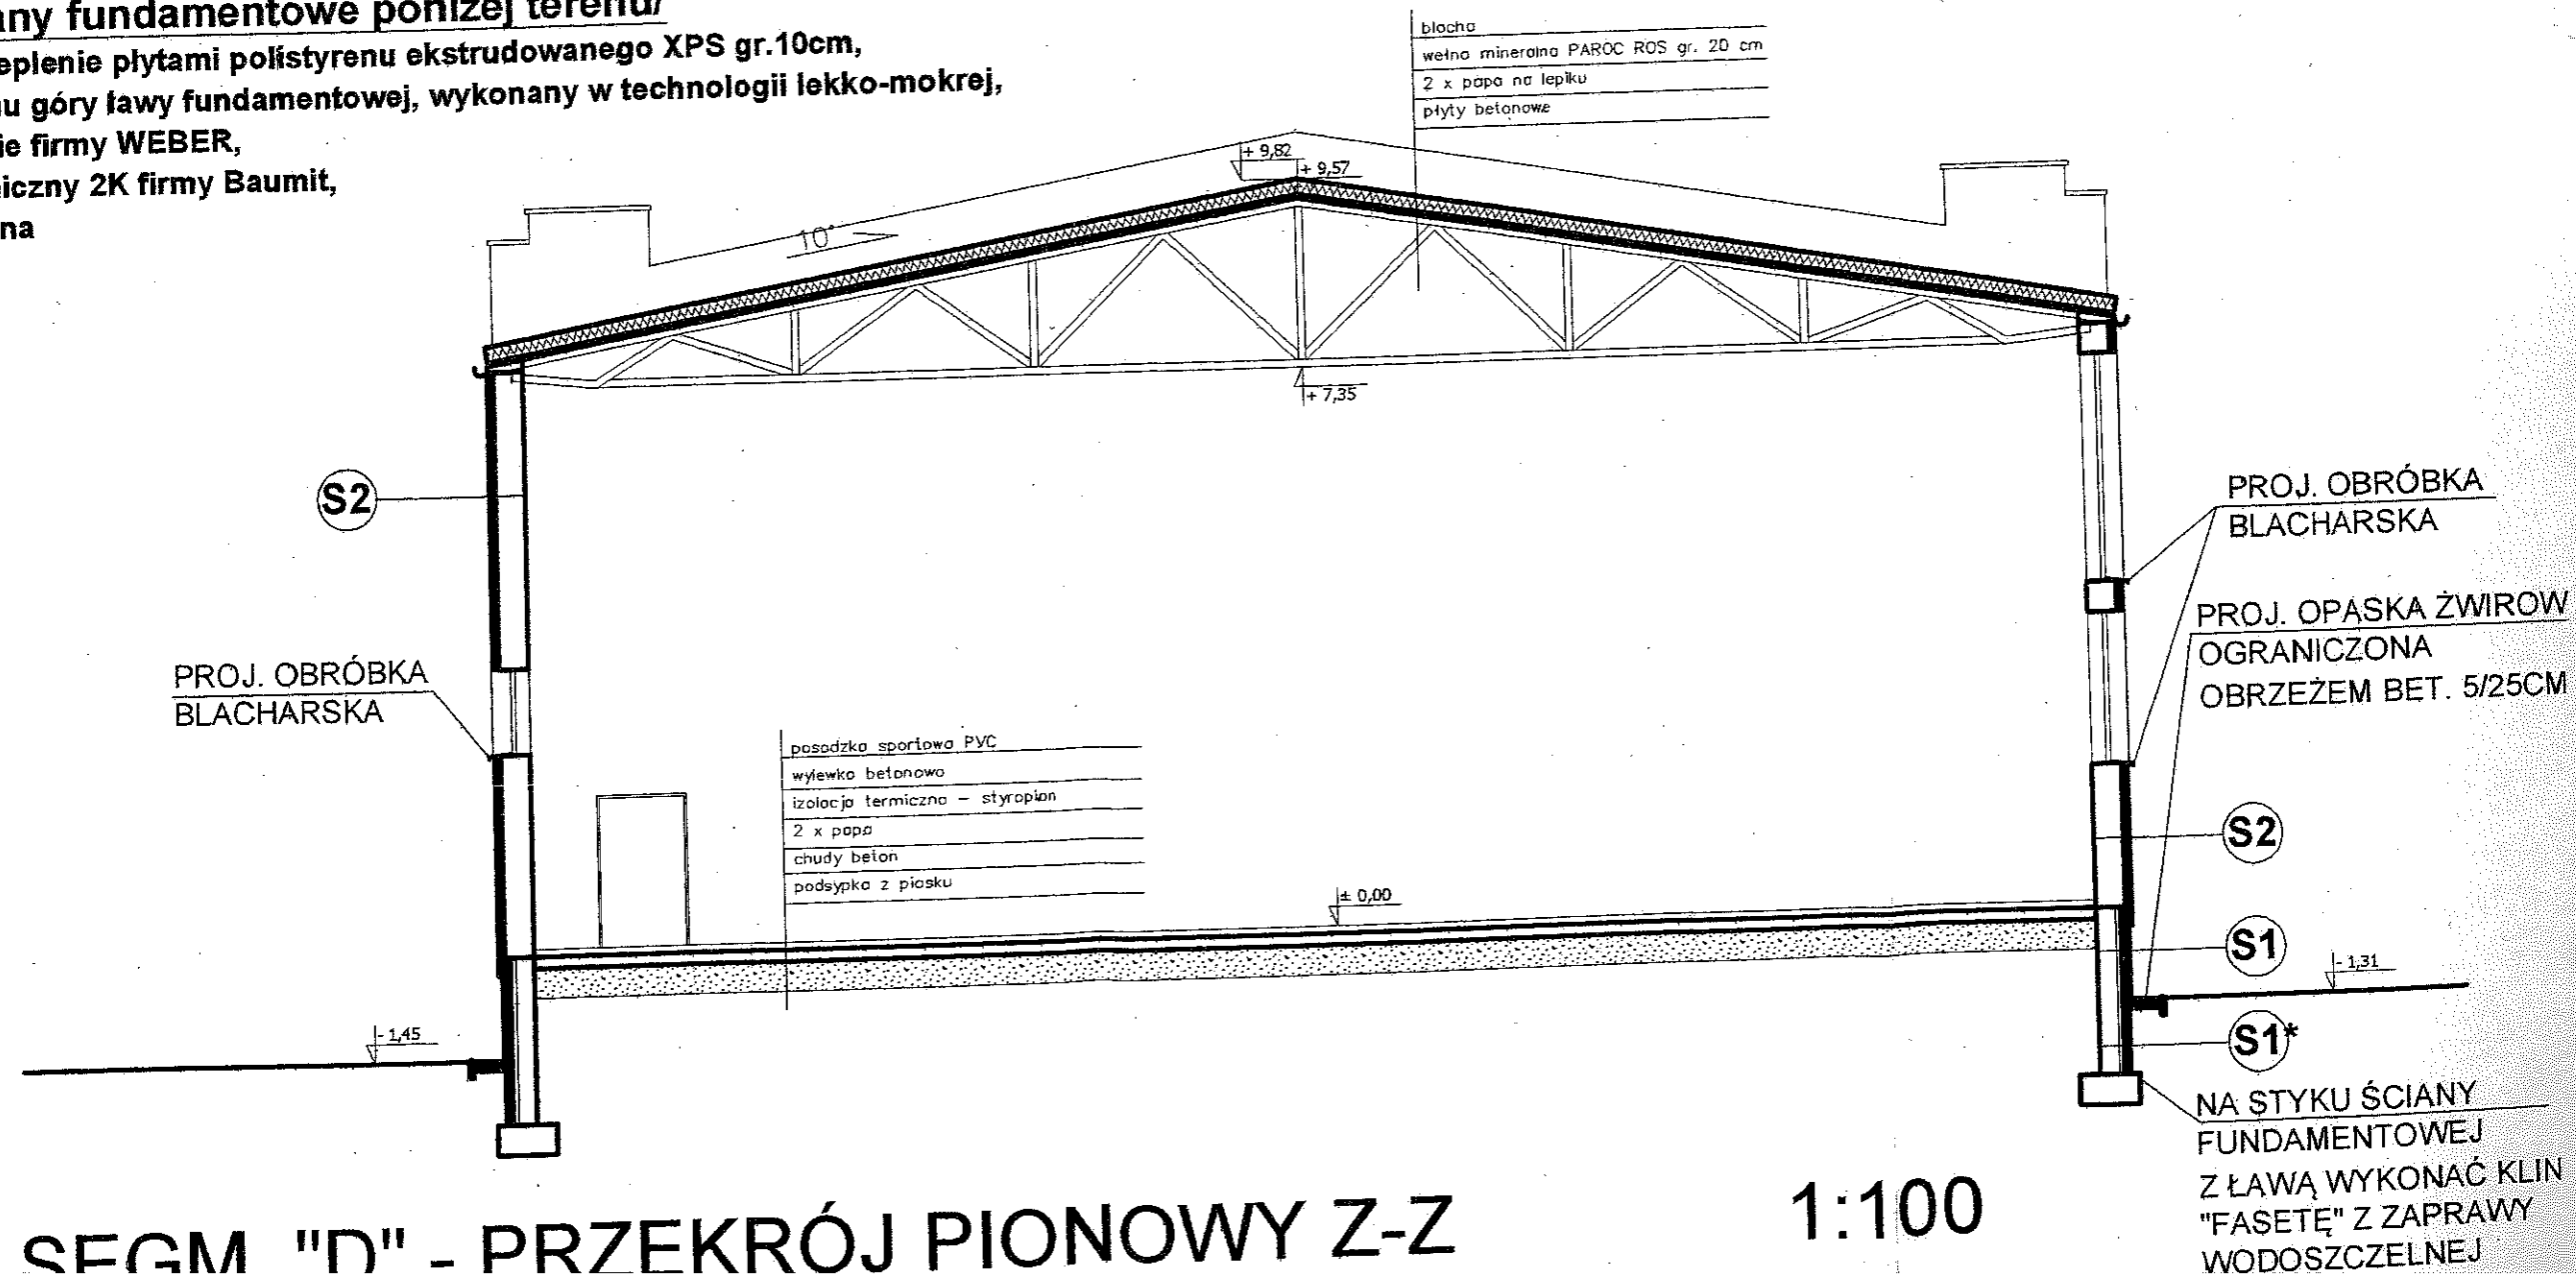 fundamentowe poniżej terenu/
płytami polistyrenu ekstrudowanego XPS gr.10cm,
góry ławy fundamentowej, wykonany w technologii lekko-mokrej,
firmy WEBER,
2K firmy Baumit,
blacha
wełna mineralna PAROC ROS gr. 20 cm
2 x papa na lepiku
płyty betonowe
+ 9,82
+ 9,57
10°
+ 7,35
S2
PROJ. OBRÓBKA
BLACHARSKA
PROJ. OBRÓBKA
BLACHARSKA
PROJ. OPASKA ŻWIROW
OGRANICZONA
OBRZEŻEM BET. 5/25CM
posadzka sportowa PVC
wylewka betonowa
izolacja termiczna – styropian
2 x papa
chudy beton
podsypka z piasku
± 0,00
S2
S1
- 1,31
- 1,45
S1*
NA STYKU ŚCIANY
FUNDAMENTOWEJ
Z ŁAWĄ WYKONAĆ KLIN
"FASETĘ" Z ZAPRAWY
WODOSZCZELNEJ
SEGM. "D" - PRZEKRÓJ PIONOWY Z-Z
1:100